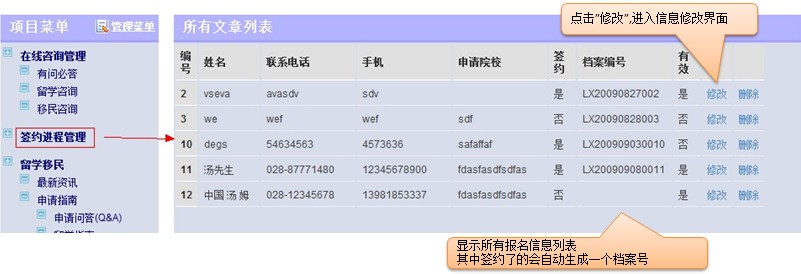 项目菜单 管理菜单
在线咨询管理
有问必答
留学咨询
移民咨询
签约进程管理
留学移民
最新资讯
申请指南
申请问答(Q&A)
所有文章列表
点击"修改",进入信息修改界面
编号 姓名 联系电话 手机 申请院校 签约 档案编号 有效
2 vseva avasdv sdv 是 LX20090827002 是 修改 删除
3 we wef wef sdf 否 LX20090828003 否 修改 删除
10 degs 54634563 4573636 safaffaf 是 LX200909030010 否 修改 删除
11 汤先生 028-87771480 12345678900 fdasfasdfsdfas 是 LX200909080011 是 修改 删除
12 中国 汤 姆 028-12345678 13981853337 fdasfasdfsdfas 否 是 修改 删除
显示所有报名信息列表
其中签约了的会自动生成一个档案号